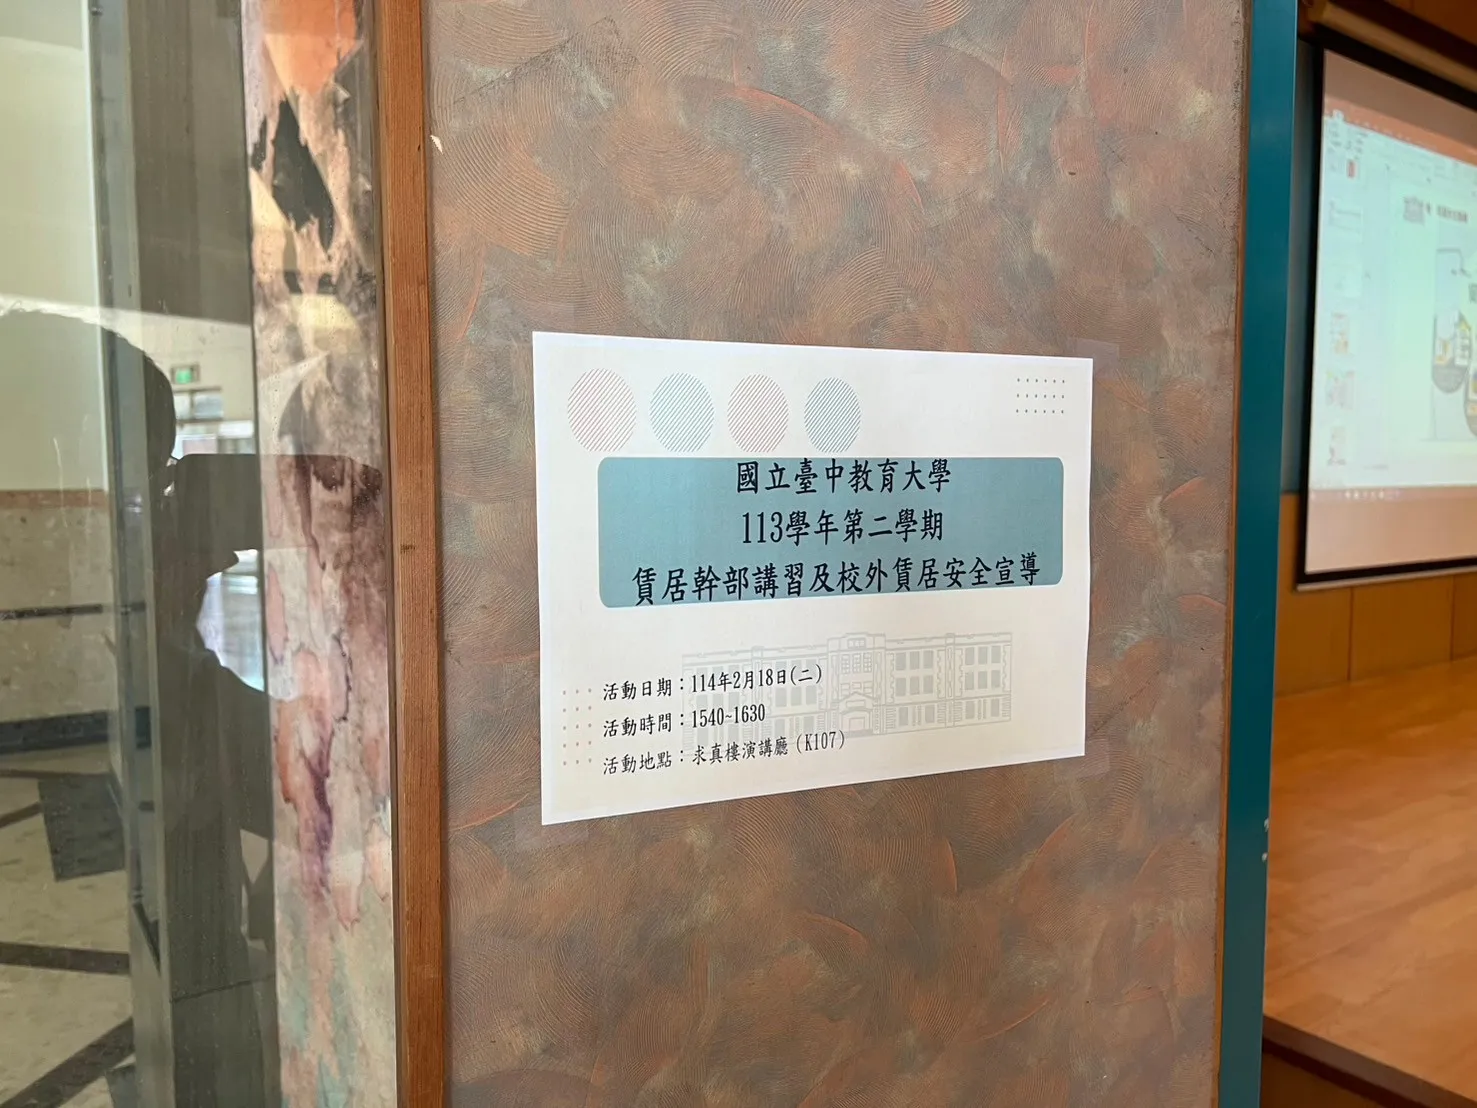 國立臺中教育大學
113學年第二學期
賃居幹部講習及校外賃居安全宣導
活動日期：114年2月18日(二)
活動時間：1540~1630
活動地點：求真樓演講廳（K107）